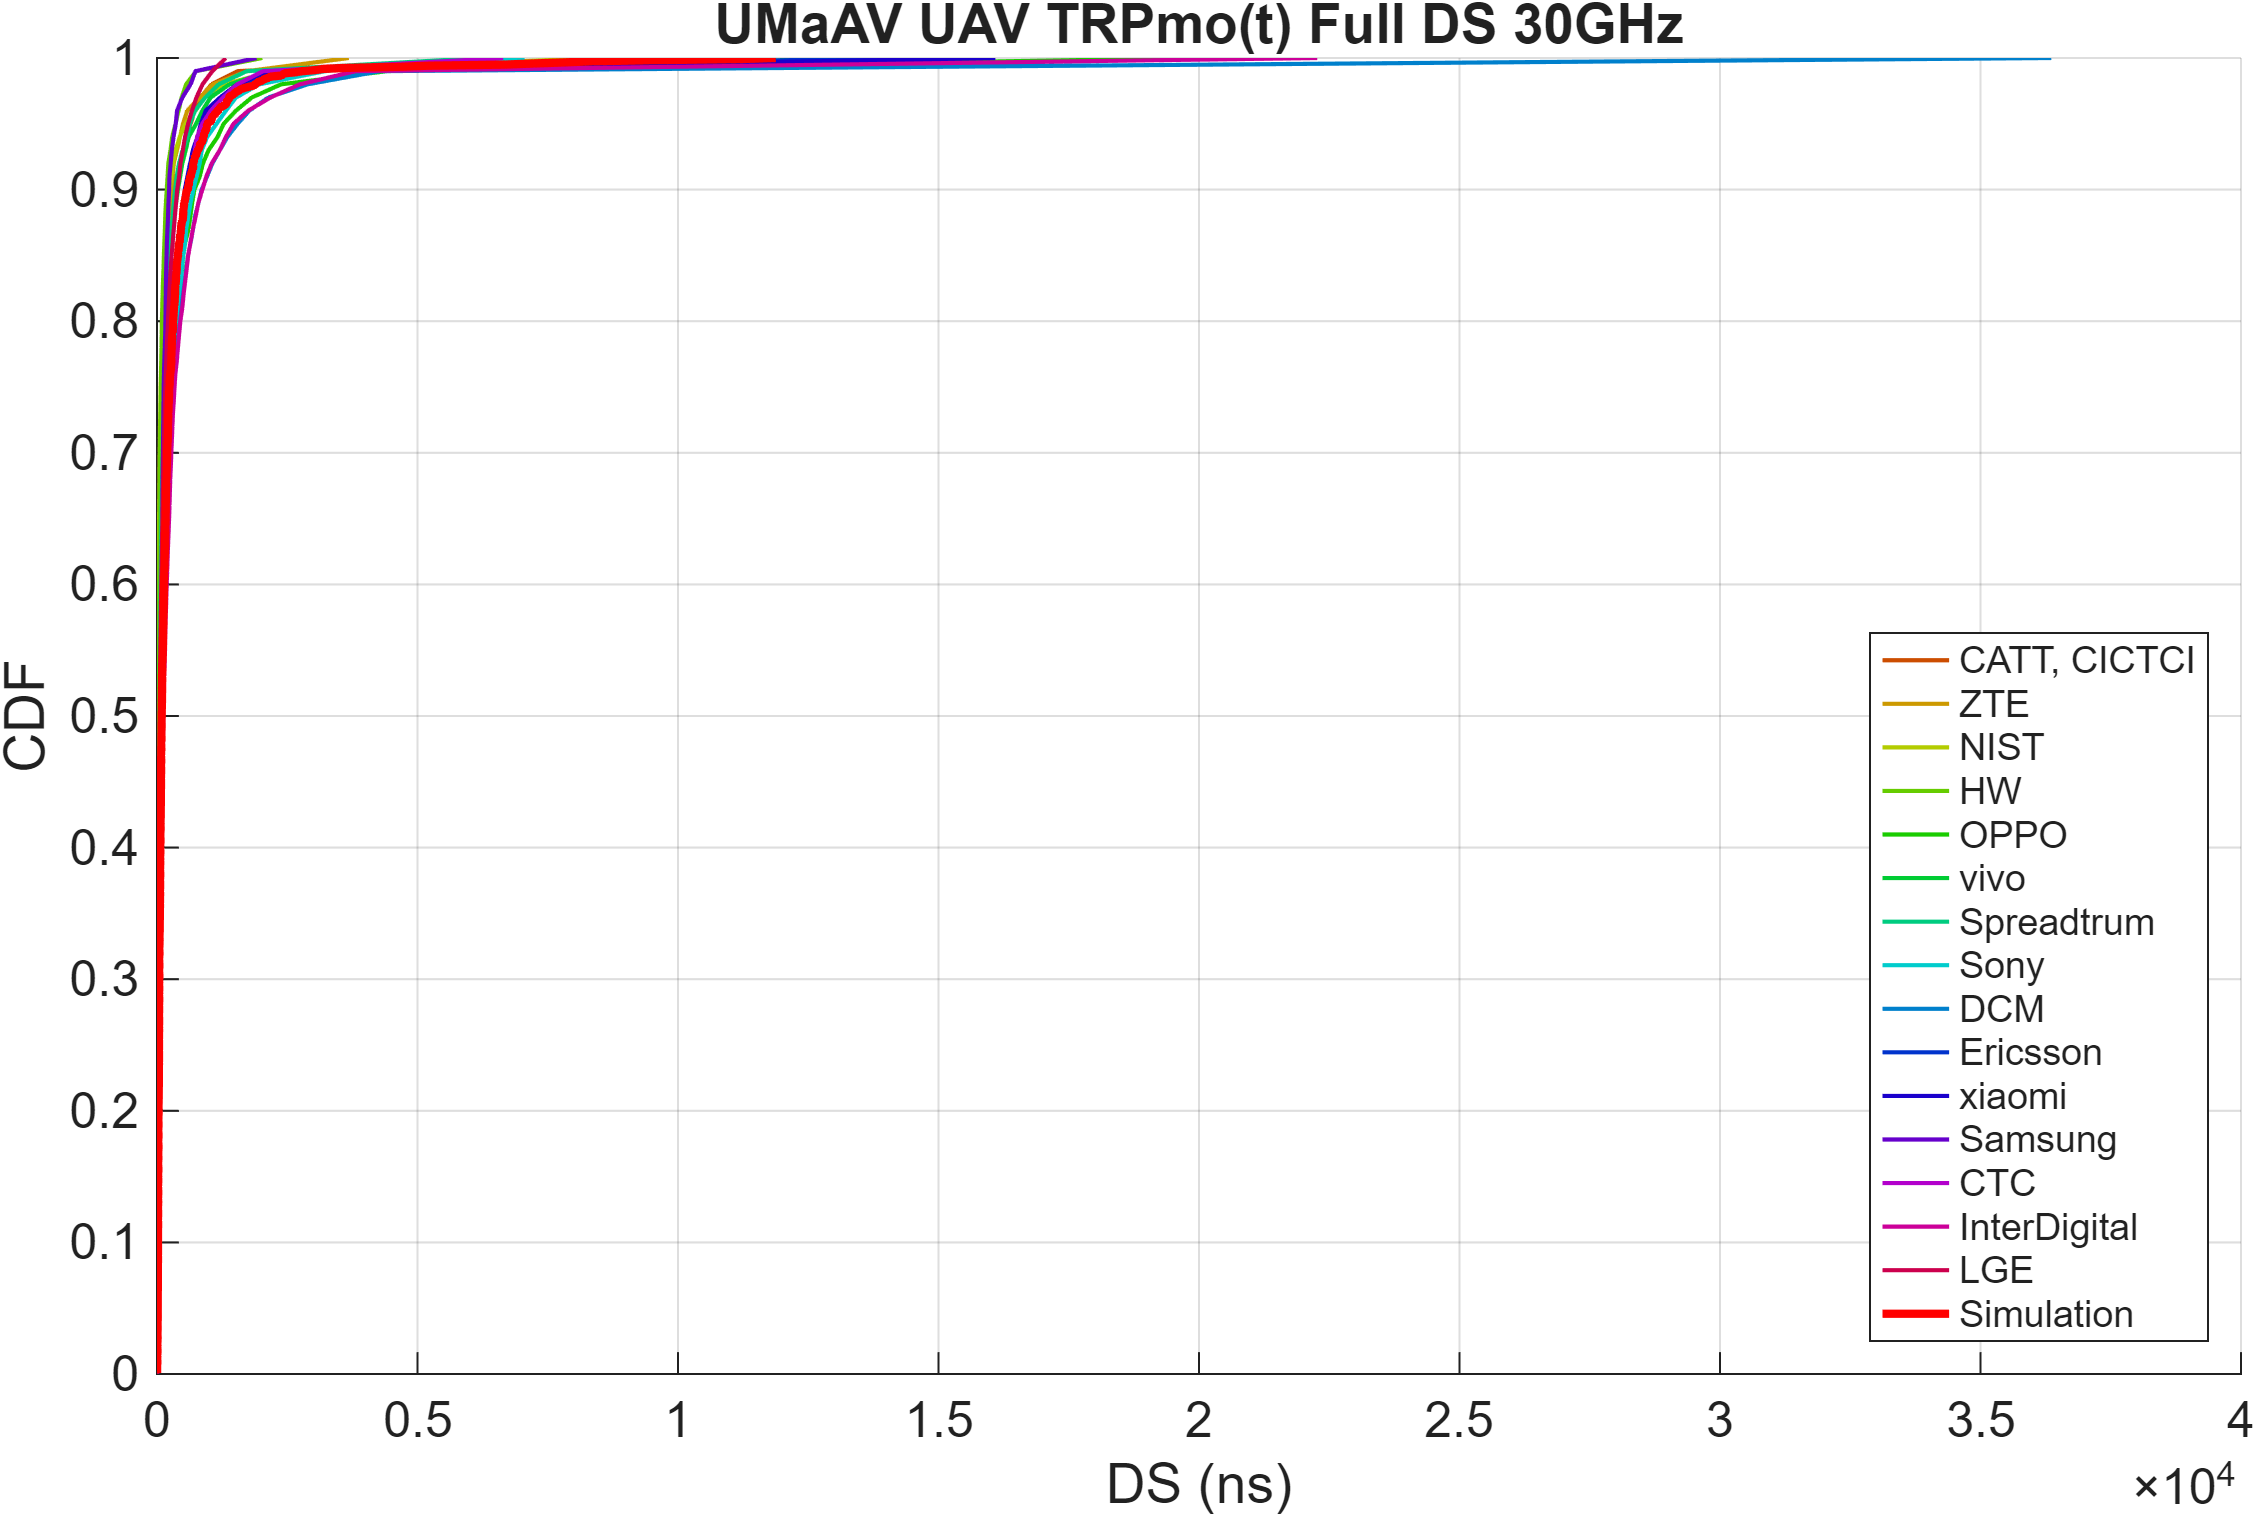 UMaAV UAV TRPmo(t) Full DS 30GHz
1
0.9
0.8
0.7
0.6
0.5
0.4
0.3
0.2
0.1
0
CDF
0 0.5 1 1.5 2 2.5 3 3.5 4
DS (ns)
×10⁴
CATT, CICTCI
ZTE
NIST
HW
OPPO
vivo
Spreadtrum
Sony
DCM
Ericsson
xiaomi
Samsung
CTC
InterDigital
LGE
Simulation